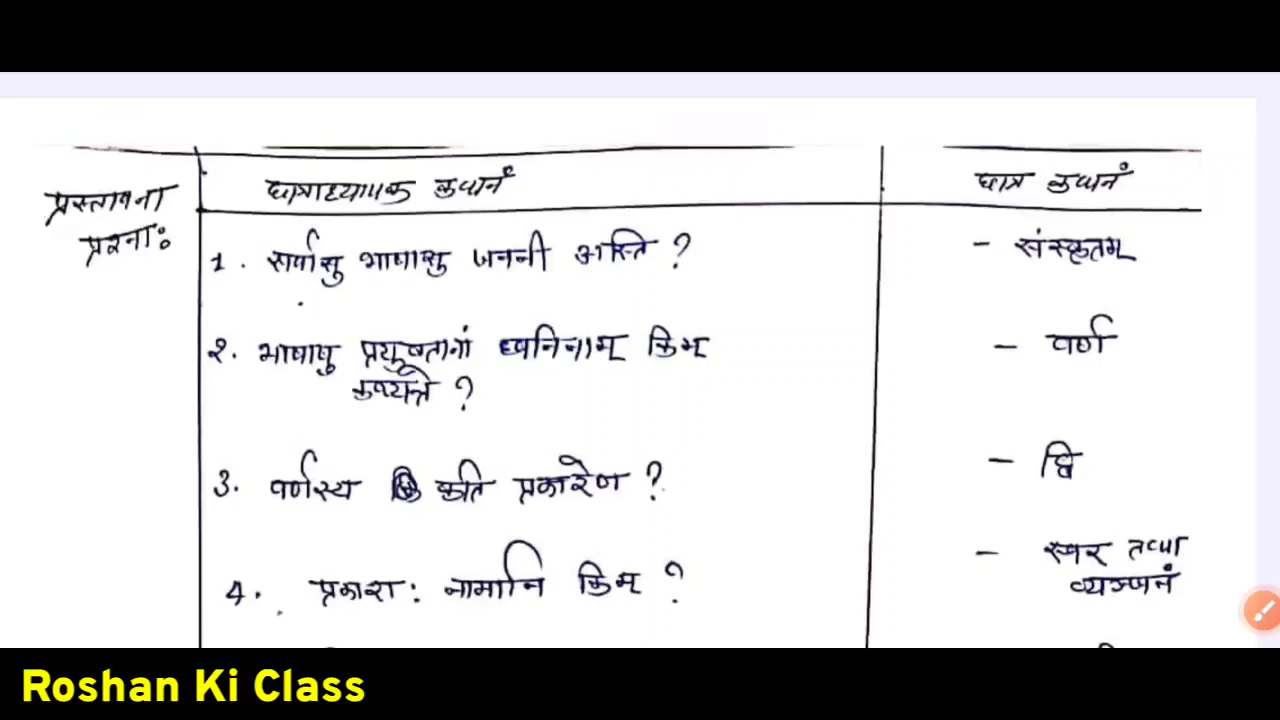 प्रस्तावना
प्रश्ना:
छात्राध्यापक कथनं
छात्र कथनं
1. सर्वासु भाषासु जननी अस्ति ?
- संस्कृतम्
२. भाषाषु प्रयुक्तानां ध्वनिनाम् किम्
कथ्यन्ते ?
- वर्ण
3. वर्णस्य कति प्रकारेण ?
- द्वि
4. प्रकारा: नामानि किम् ?
- स्वर तथा
व्यञ्जनं
Roshan Ki Class